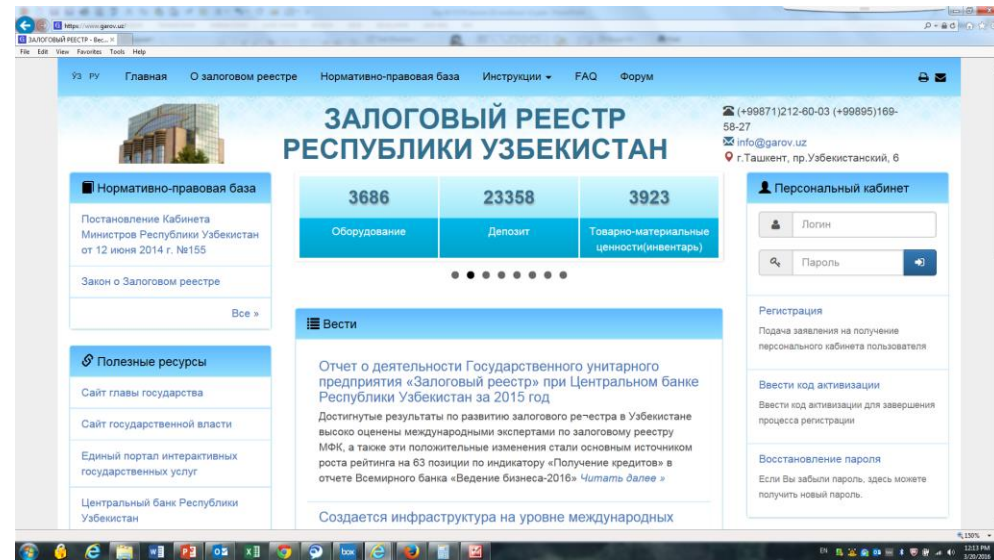 https://www.garov.uz/
ЗАЛОГОВЫЙ РЕЕСТР - Вес...
File Edit View Favorites Tools Help
ЎЗ РУ Главная О залоговом реестре Нормативно-правовая база Инструкции FAQ Форум
ЗАЛОГОВЫЙ РЕЕСТР
РЕСПУБЛИКИ УЗБЕКИСТАН
(+99871)212-60-03 (+99895)169-
58-27
info@garov.uz
г.Ташкент, пр.Узбекистанский, 6
Нормативно-правовая база
Постановление Кабинета
Министров Республики Узбекистан
от 12 июня 2014 г. №155
Закон о Залоговом реестре
Все »
Полезные ресурсы
Сайт главы государства
Сайт государственной власти
Единый портал интерактивных
государственных услуг
Центральный банк Республики
Узбекистан
3686 23358 3923
Оборудование Депозит Товарно-материальные
ценности(инвентарь)
Вести
Отчет о деятельности Государственного унитарного
предприятия «Залоговый реестр» при Центральном банке
Республики Узбекистан за 2015 год
Достигнутые результаты по развитию залогового ре¬естра в Узбекистане
высоко оценены международными экспертами по залоговому реестру
МФК, а также эти положительные изменения стали основным источником
роста рейтинга на 63 позиции по индикатору «Получение кредитов» в
отчете Всемирного банка «Ведение бизнеса-2016» Читать далее »
Создается инфраструктура на уровне международных
Персональный кабинет
Логин
Пароль
Регистрация
Подача заявления на получение
персонального кабинета пользователя
Ввести код активизации
Ввести код активизации для завершения
процесса регистрации
Восстановление пароля
Если Вы забыли пароль, здесь можете
получить новый пароль.
130%
EN
12:13 PM
3/20/2016